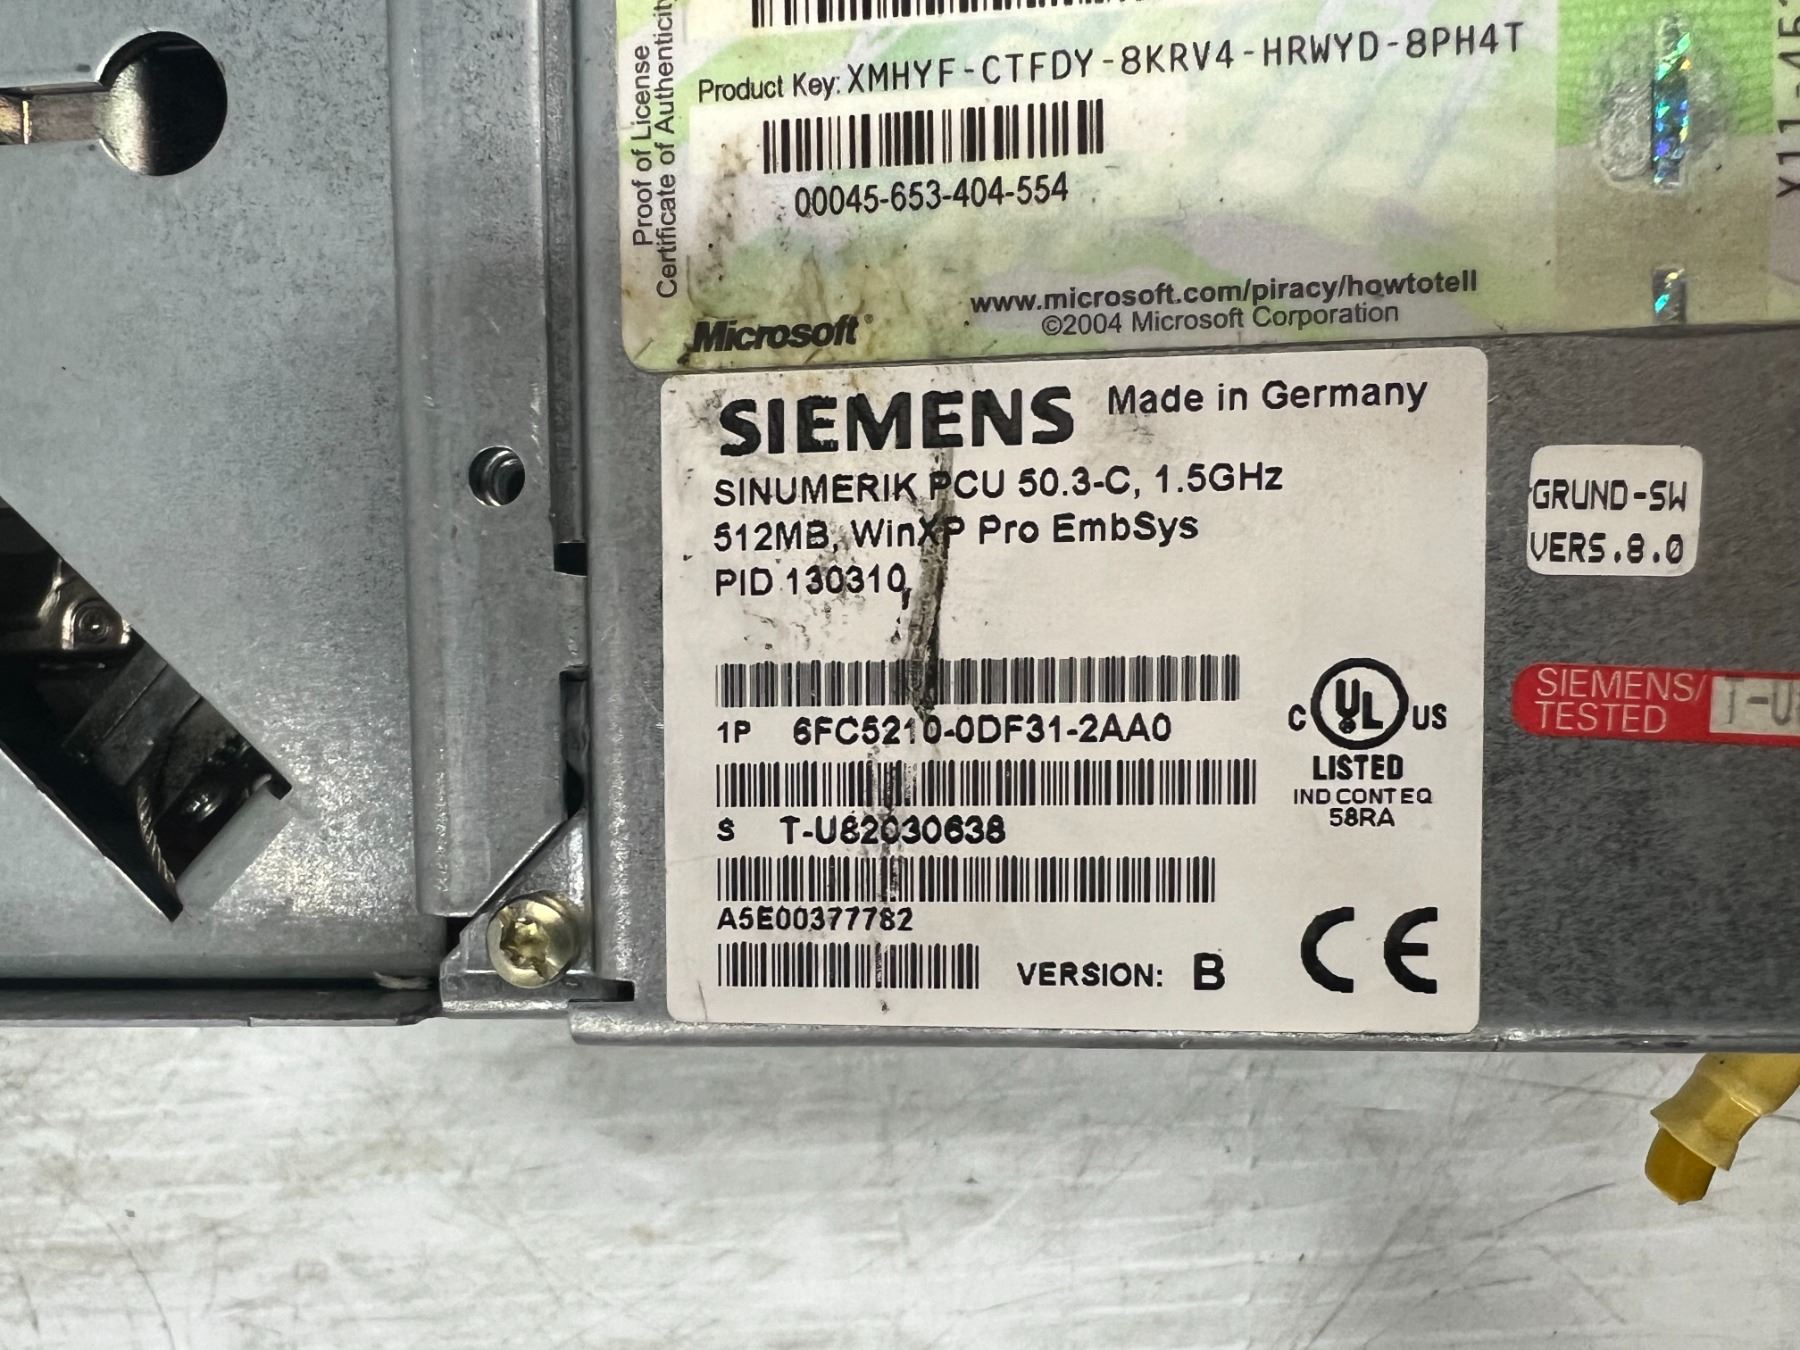 Proof of License
Certificate of Authenticity
Product Key: XMHYF-CTFDY-8KRV4-HRWYD-8PH4T
00045-653-404-554
www.microsoft.com/piracy/howtotell
©2004 Microsoft Corporation
Microsoft®
SIEMENS Made in Germany
SINUMERIK PCU 50.3-C, 1.5GHz
512MB, WinXP Pro EmbSys
PID 130310,
1P 6FC5210-0DF31-2AA0
S T-U82030638
A5E00377782
VERSION: B
C UL US
LISTED
IND CONT EQ
58RA
CE
GRUND-SW
VERS.8.0
SIEMENS/
TESTED